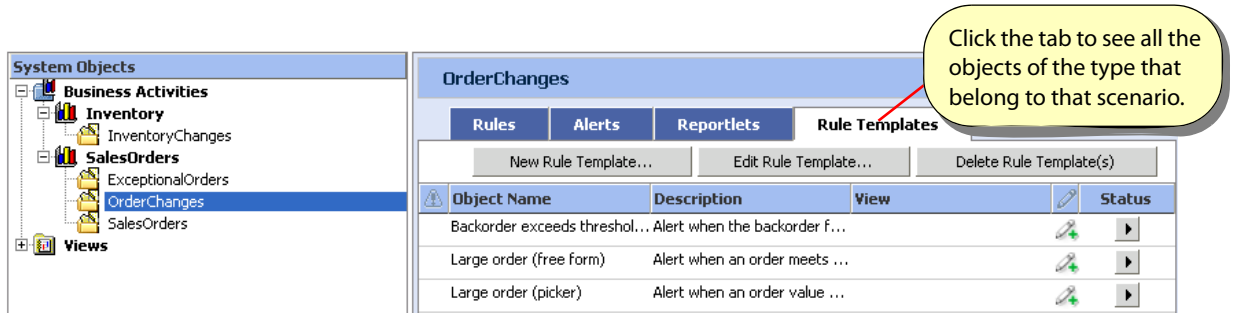 System Objects
Business Activities
Inventory
InventoryChanges
SalesOrders
ExceptionalOrders
OrderChanges
SalesOrders
Views
OrderChanges
Click the tab to see all the
objects of the type that
belong to that scenario.
Rules Alerts Reportlets Rule Templates
New Rule Template... Edit Rule Template... Delete Rule Template(s)
Object Name Description View Status
Backorder exceeds threshol... Alert when the backorder f...
Large order (free form) Alert when an order meets ...
Large order (picker) Alert when an order value ...